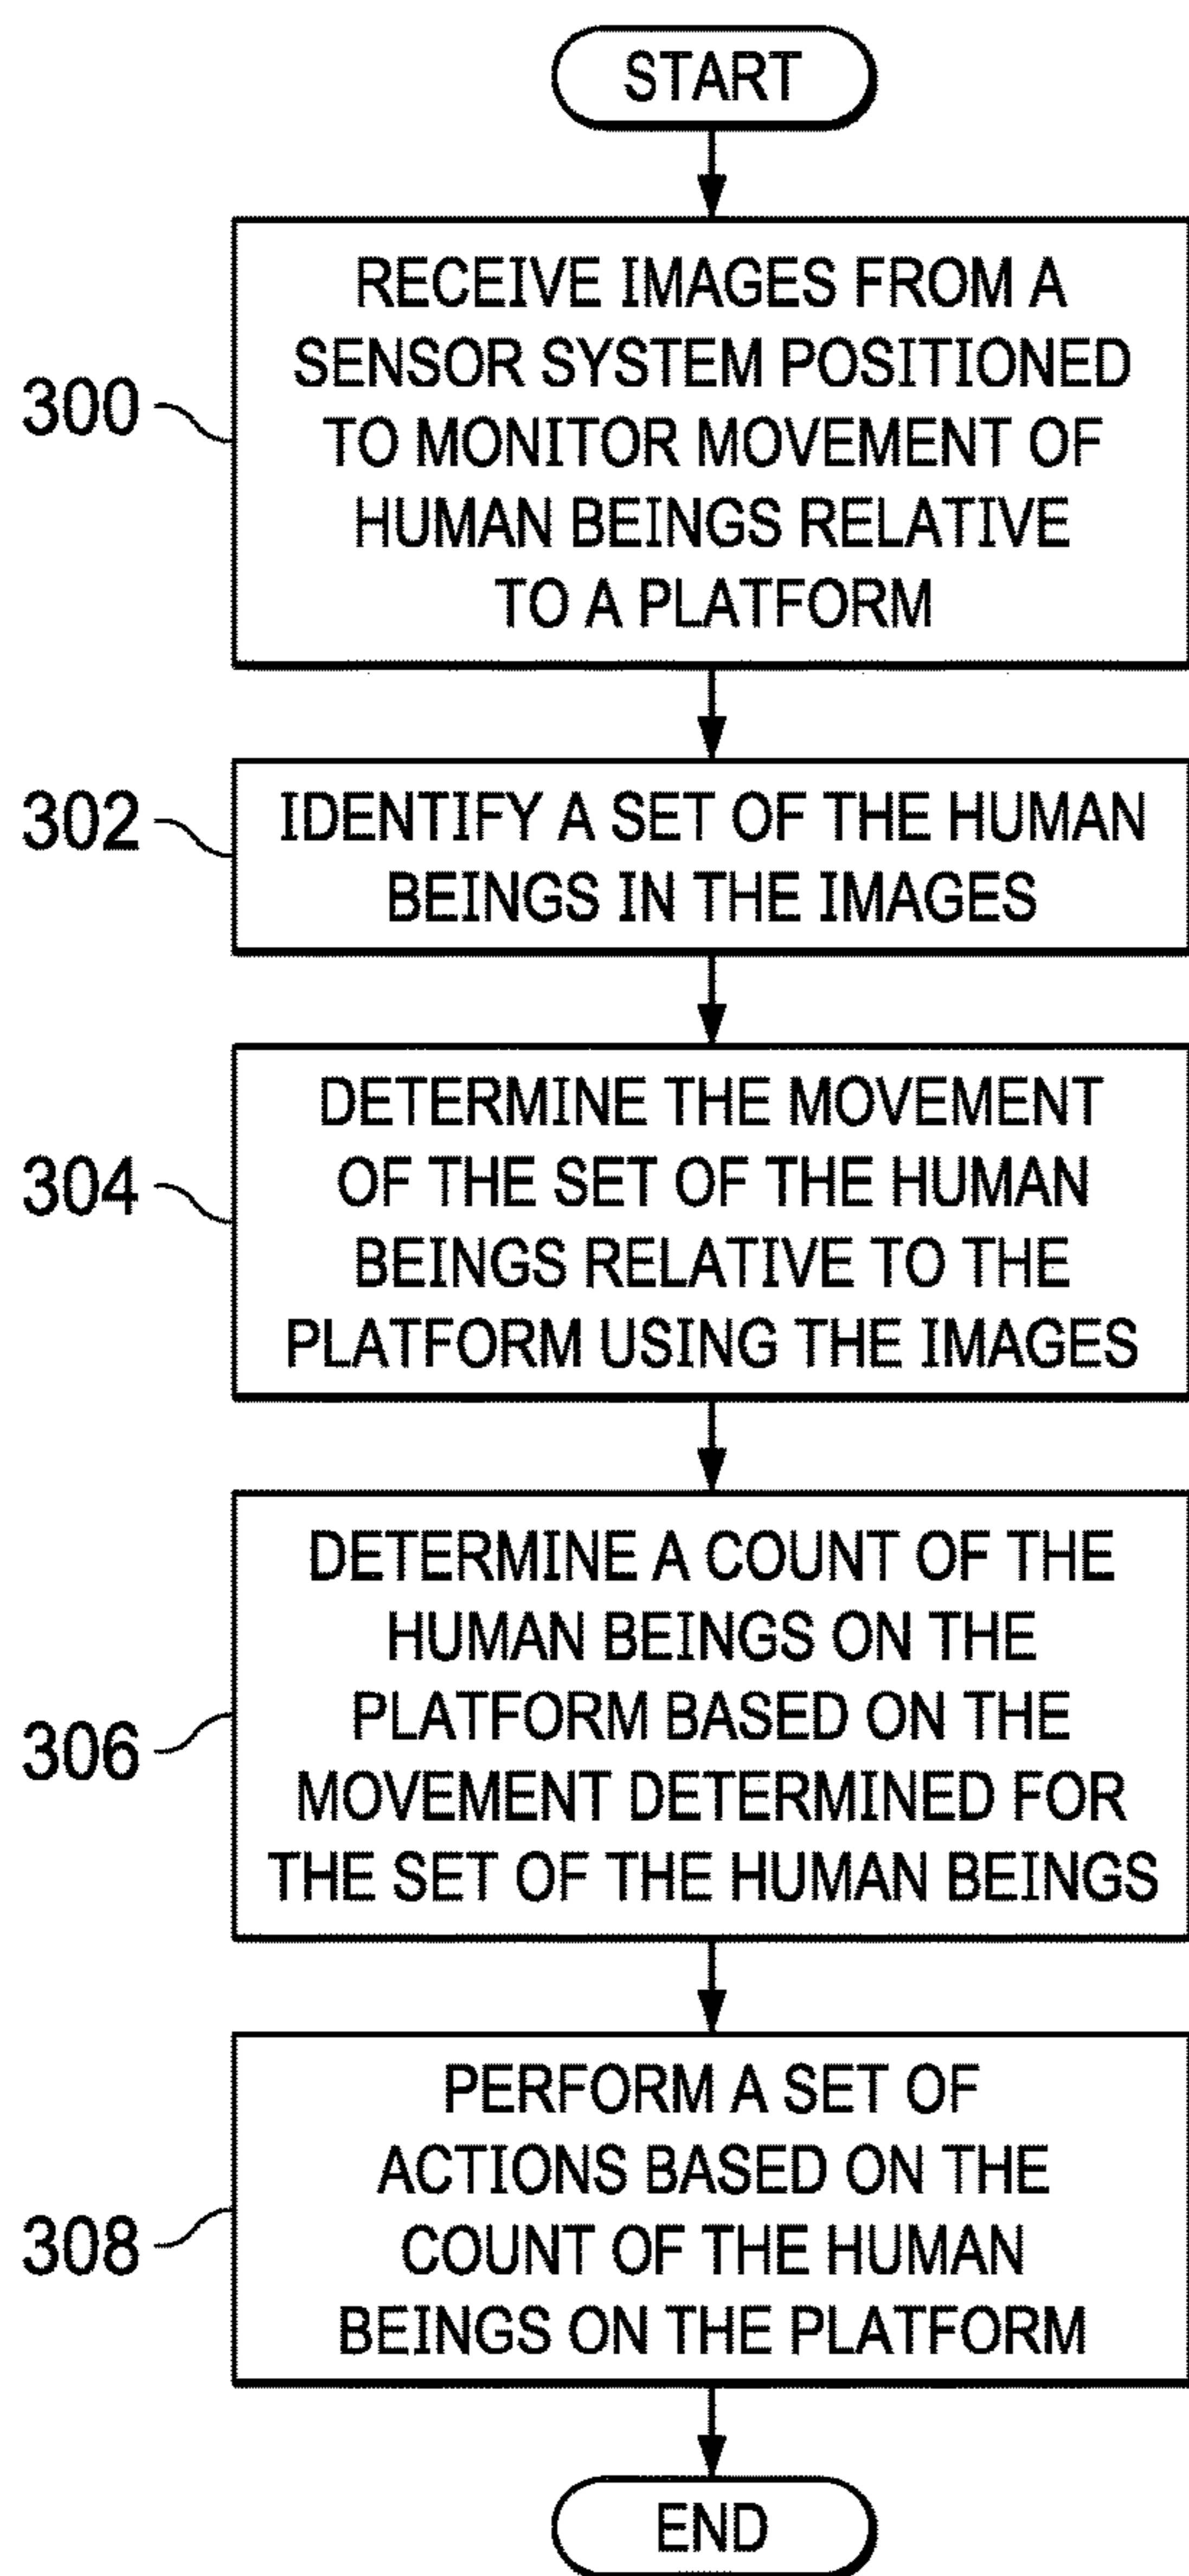 START
RECEIVE IMAGES FROM A
SENSOR SYSTEM POSITIONED
TO MONITOR MOVEMENT OF
HUMAN BEINGS RELATIVE
TO A PLATFORM
300
IDENTIFY A SET OF THE HUMAN
BEINGS IN THE IMAGES
302
DETERMINE THE MOVEMENT
OF THE SET OF THE HUMAN
BEINGS RELATIVE TO THE
PLATFORM USING THE IMAGES
304
DETERMINE A COUNT OF THE
HUMAN BEINGS ON THE
PLATFORM BASED ON THE
MOVEMENT DETERMINED FOR
THE SET OF THE HUMAN BEINGS
306
PERFORM A SET OF
ACTIONS BASED ON THE
COUNT OF THE HUMAN
BEINGS ON THE PLATFORM
308
END